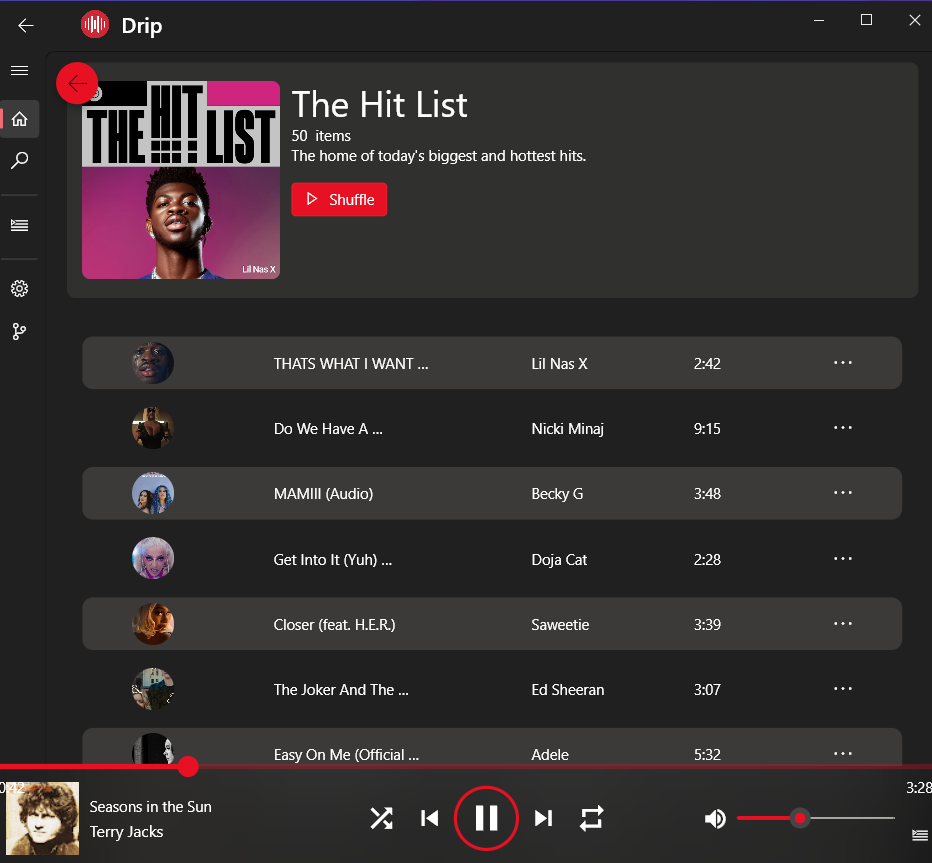 Drip
THE HIT LIST
Lil Nas X
The Hit List
50 items
The home of today's biggest and hottest hits.
Shuffle
THATS WHAT I WANT ... Lil Nas X 2:42 ...
Do We Have A ... Nicki Minaj 9:15 ...
MAMIII (Audio) Becky G 3:48 ...
Get Into It (Yuh) ... Doja Cat 2:28 ...
Closer (feat. H.E.R.) Saweetie 3:39 ...
The Joker And The ... Ed Sheeran 3:07 ...
Easy On Me (Official ... Adele 5:32 ...
0:42 3:28
Seasons in the Sun
Terry Jacks